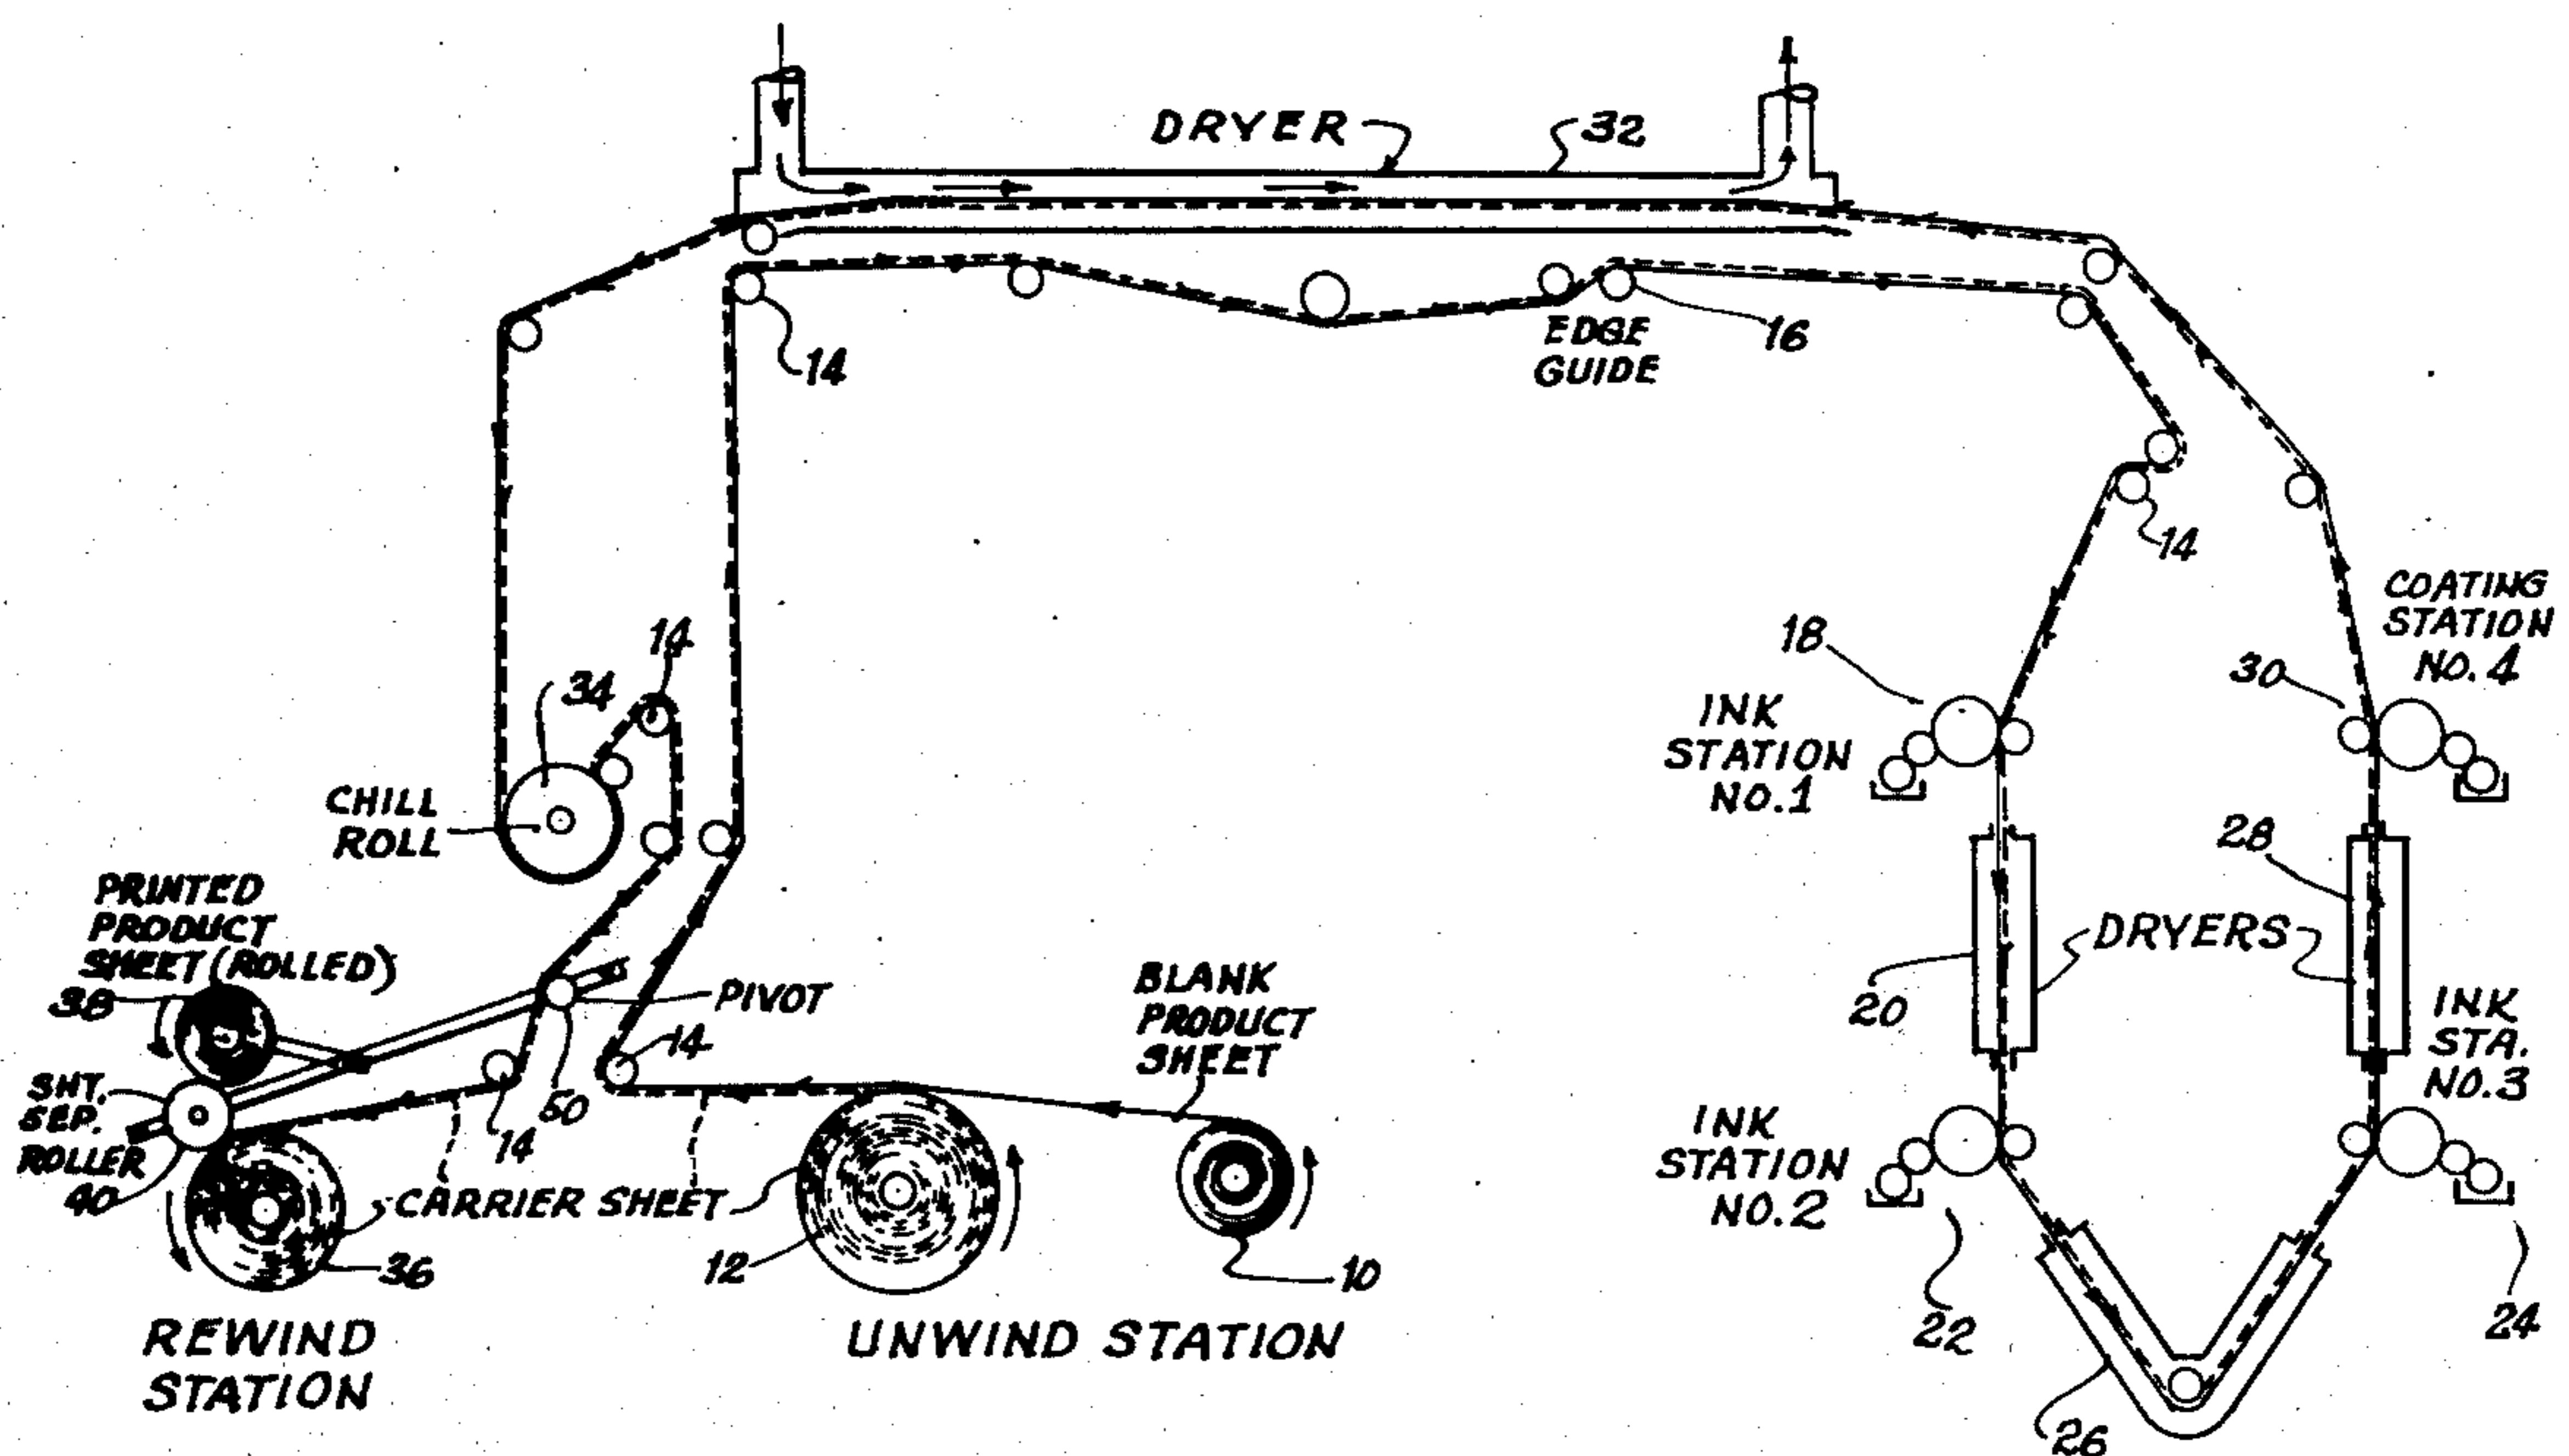 DRYER
32
14
EDGE
GUIDE
16
14
COATING
STATION
NO. 4
18
30
INK
STATION
NO. 1
14
34
CHILL
ROLL
28
DRYERS
20
PRINTED
PRODUCT
SHEET (ROLLED)
38
PIVOT
BLANK
PRODUCT
SHEET
INK
STA.
NO. 3
14
SHT.
SEP.
ROLLER
40
50
14
INK
STATION
NO. 2
CARRIER SHEET
36
12
10
22
24
26
REWIND
STATION
UNWIND STATION